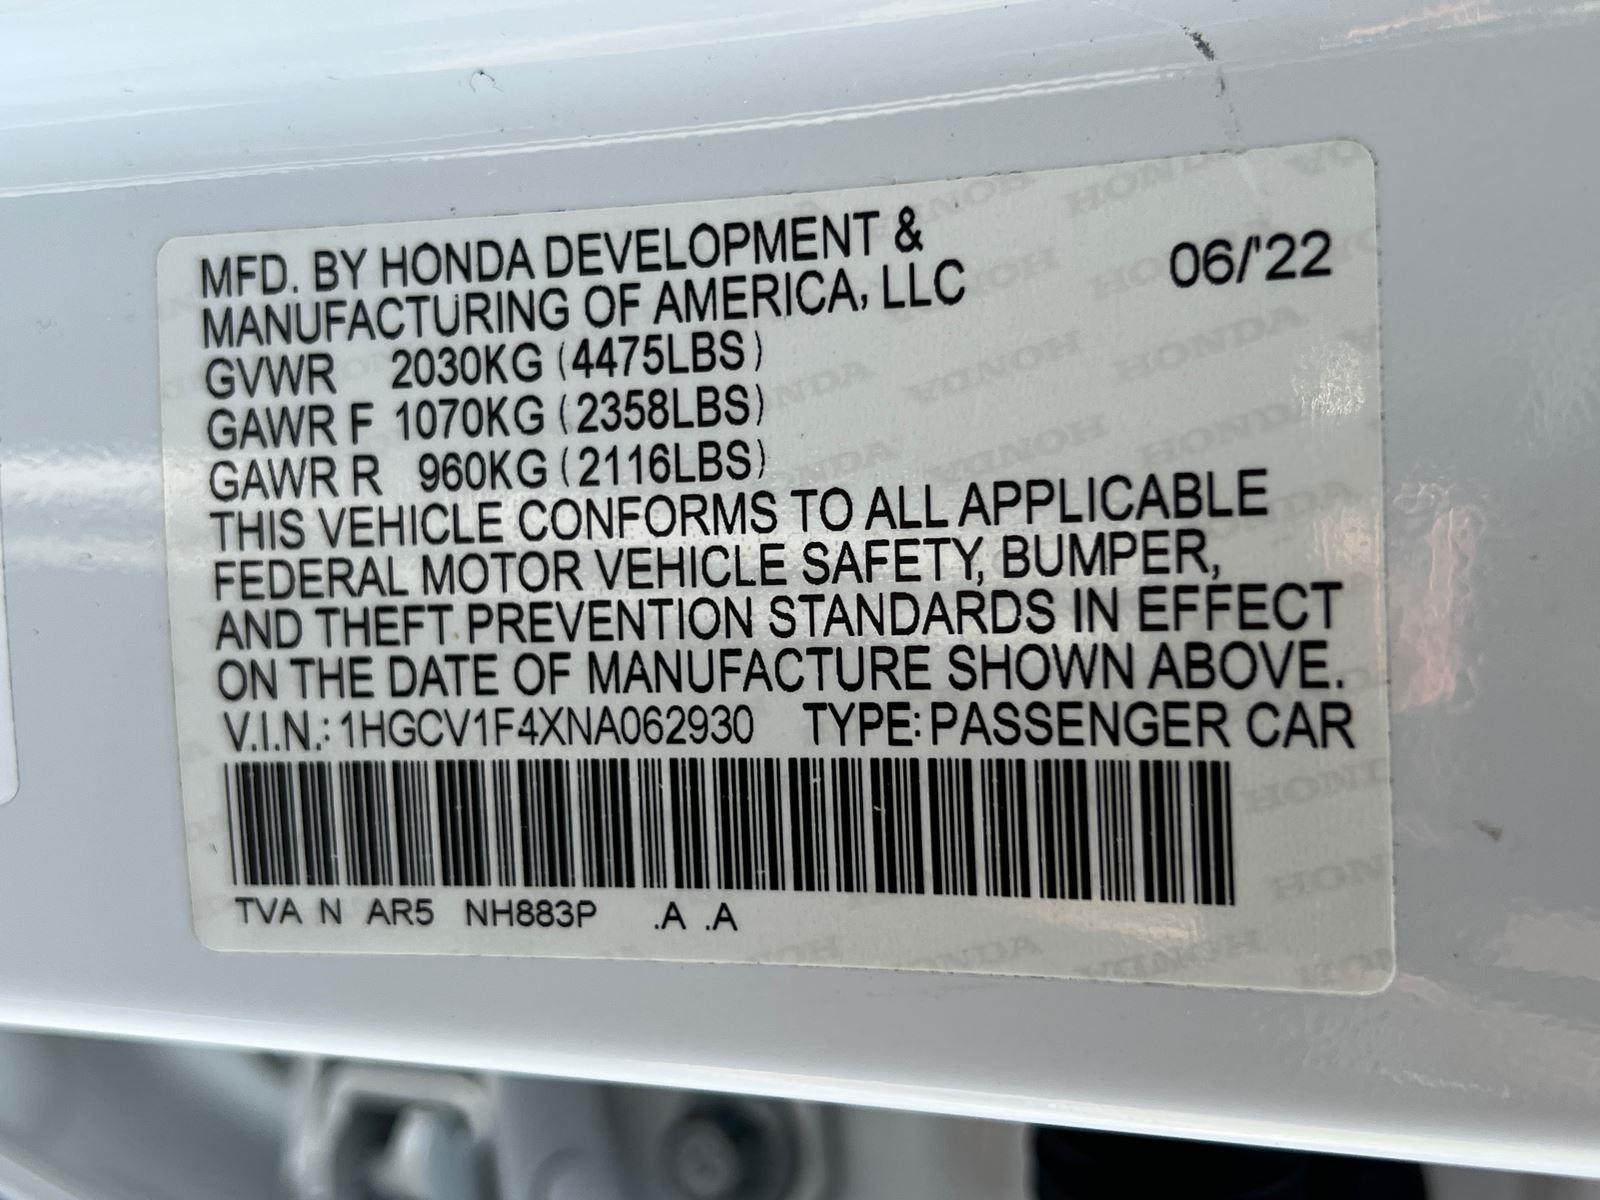 MFD. BY HONDA DEVELOPMENT &
MANUFACTURING OF AMERICA, LLC 06/'22
GVWR 2030KG (4475LBS)
GAWR F 1070KG (2358LBS)
GAWR R 960KG (2116LBS)
THIS VEHICLE CONFORMS TO ALL APPLICABLE
FEDERAL MOTOR VEHICLE SAFETY, BUMPER,
AND THEFT PREVENTION STANDARDS IN EFFECT
ON THE DATE OF MANUFACTURE SHOWN ABOVE.
V.I.N.: 1HGCV1F4XNA062930 TYPE: PASSENGER CAR
TVA N AR5 NH883P .A .A